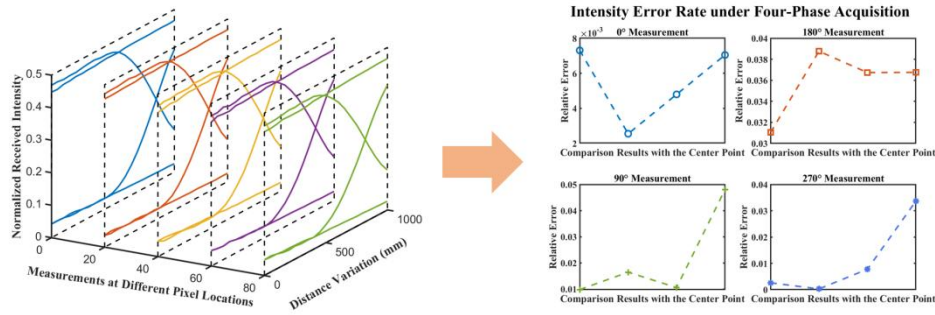 Intensity Error Rate under Four-Phase Acquisition
Normalized Received Intensity
0.5
0.4
0.3
0.2
0.1
0
0
20
40
60
80
Measurements at Different Pixel Locations
0
500
1000
Distance Variation (mm)
0° Measurement
×10⁻³
8
6
4
2
Relative Error
Comparison Results with the Center Point
180° Measurement
0.04
0.038
0.036
0.034
0.032
0.03
Relative Error
Comparison Results with the Center Point
90° Measurement
0.05
0.04
0.03
0.02
0.01
Relative Error
Comparison Results with the Center Point
270° Measurement
0.04
0.03
0.02
0.01
0
Relative Error
Comparison Results with the Center Point